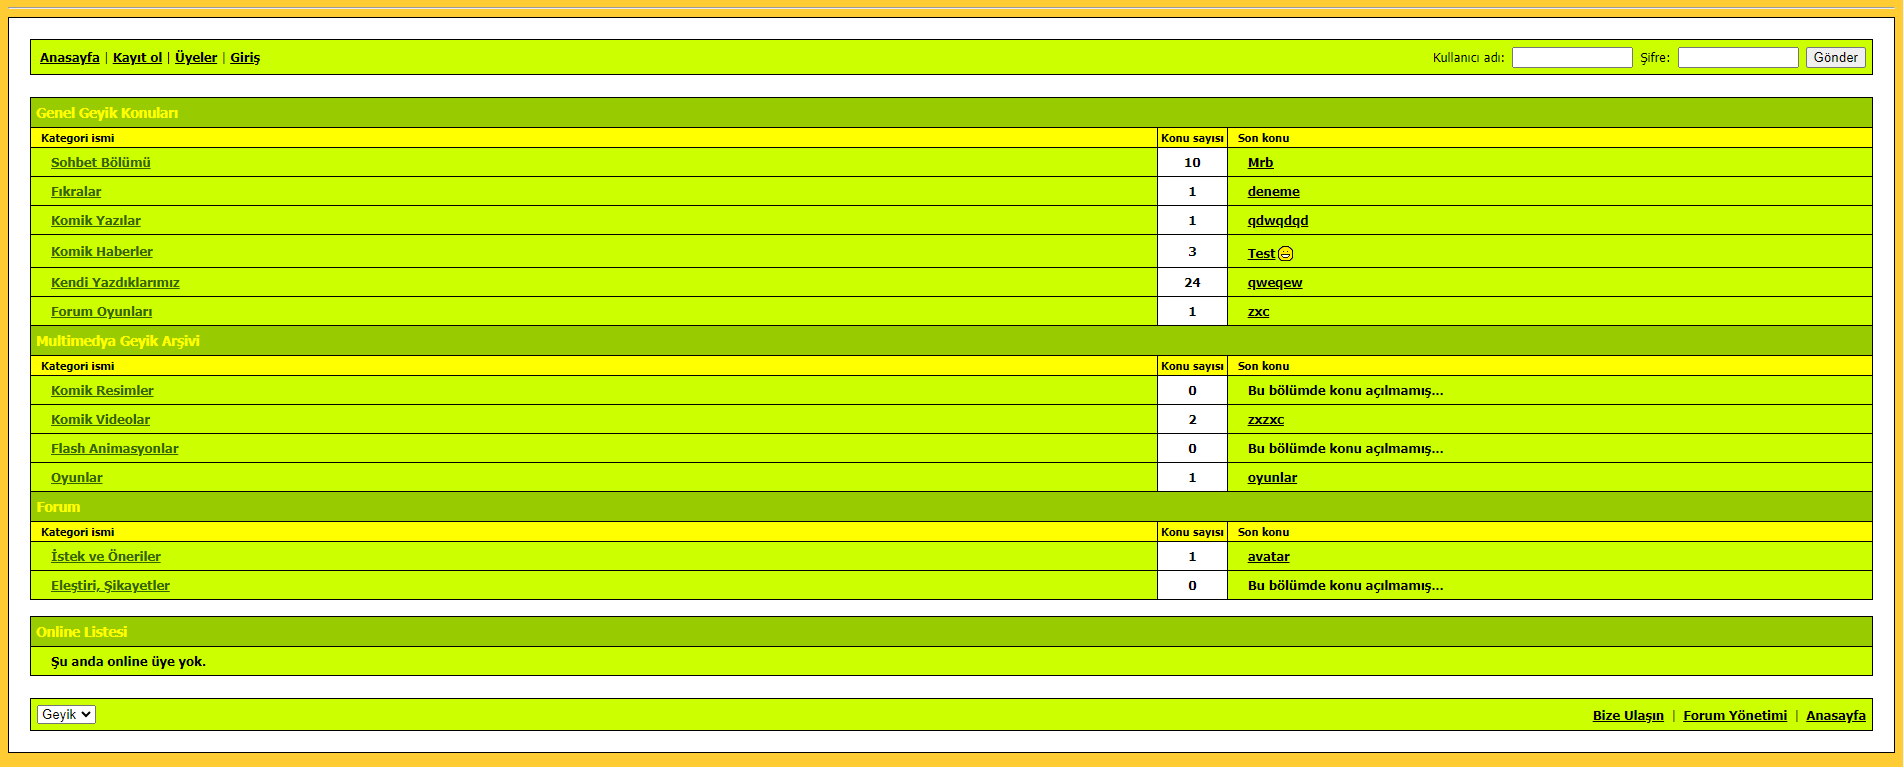 Anasayfa | Kayıt ol | Üyeler | Giriş Kullanıcı adı: Şifre: Gönder
Genel Geyik Konuları
Kategori ismi Konu sayısı Son konu
Sohbet Bölümü 10 Mrb
Fıkralar 1 deneme
Komik Yazılar 1 qdwqdqd
Komik Haberler 3 Test
Kendi Yazdıklarımız 24 qweqew
Forum Oyunları 1 zxc
Multimedya Geyik Arşivi
Kategori ismi Konu sayısı Son konu
Komik Resimler 0 Bu bölümde konu açılmamış...
Komik Videolar 2 zxzxc
Flash Animasyonlar 0 Bu bölümde konu açılmamış...
Oyunlar 1 oyunlar
Forum
Kategori ismi Konu sayısı Son konu
İstek ve Öneriler 1 avatar
Eleştiri, Şikayetler 0 Bu bölümde konu açılmamış...
Online Listesi
Şu anda online üye yok.
Geyik Bize Ulaşın | Forum Yönetimi | Anasayfa